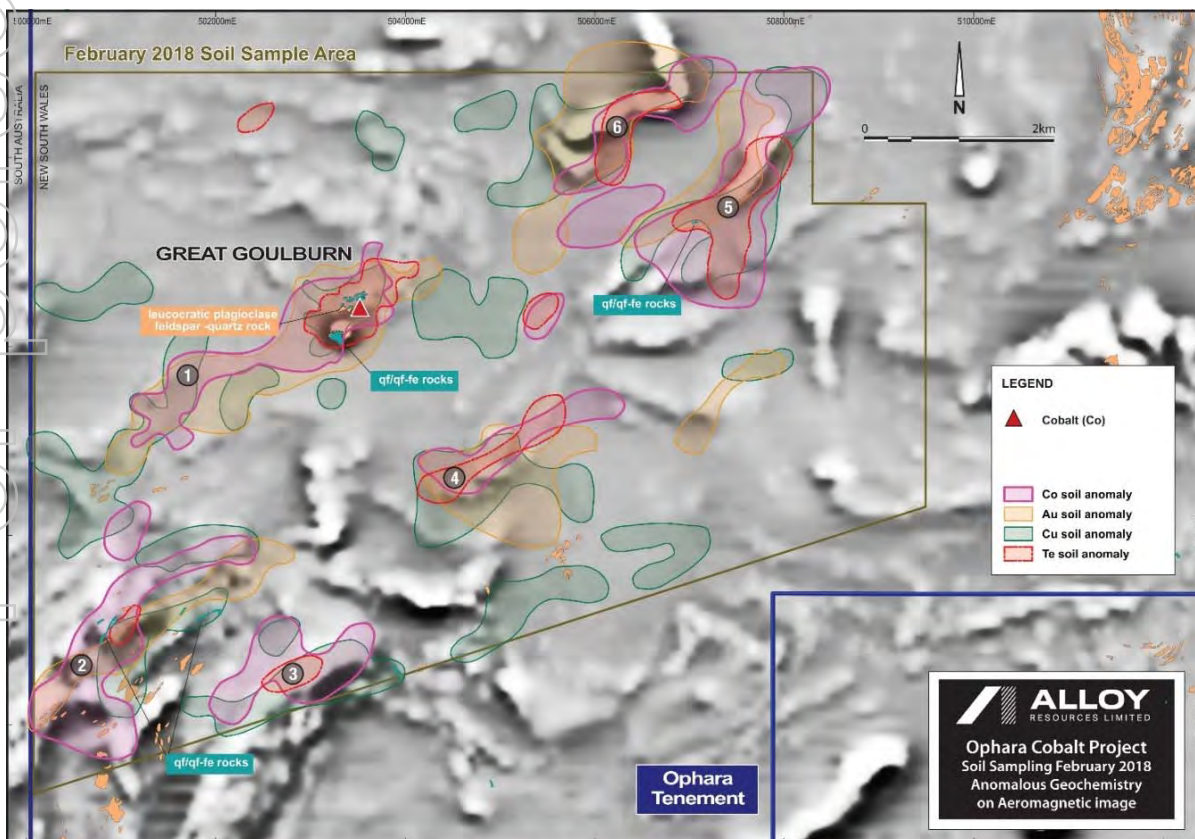 100000mE
502000mE
504000mE
506000mE
508000mE
510000mE
February 2018 Soil Sample Area
SOUTH AUSTRALIA
NEW SOUTH WALES
N
0 2km
6
5
GREAT GOULBURN
leucocratic plagioclase
feldspar -quartz rock
qf/qf-fe rocks
1
qf/qf-fe rocks
4
LEGEND
Cobalt (Co)
Co soil anomaly
Au soil anomaly
Cu soil anomaly
Te soil anomaly
2
3
qf/qf-fe rocks
Ophara
Tenement
ALLOY
RESOURCES LIMITED
Ophara Cobalt Project
Soil Sampling February 2018
Anomalous Geochemistry
on Aeromagnetic image